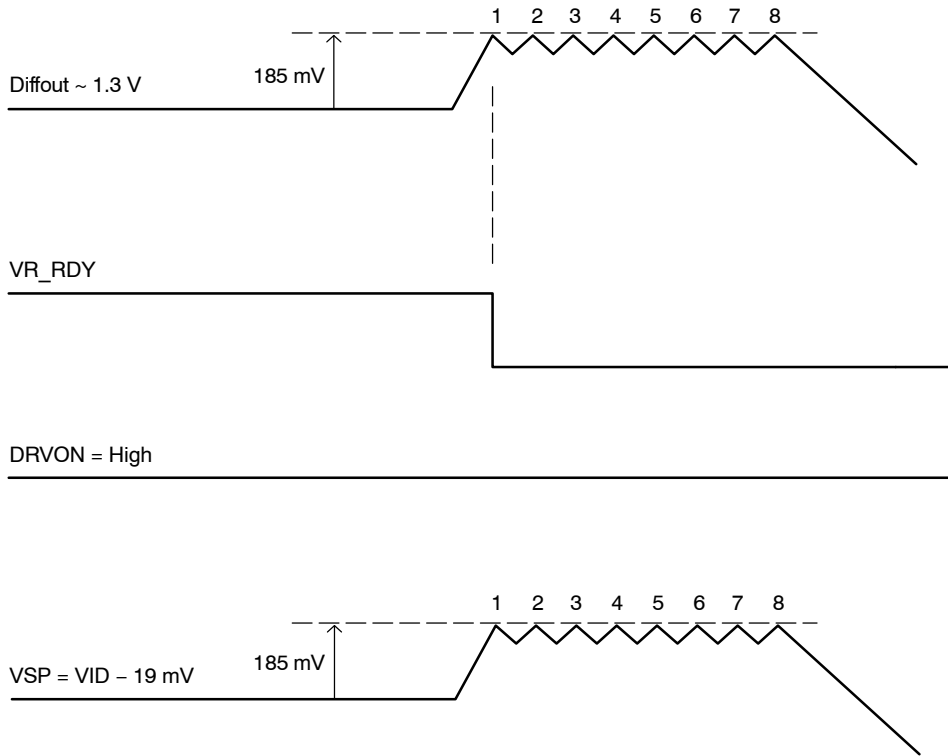 1 2 3 4 5 6 7 8
185 mV
Diffout ~ 1.3 V
VR_RDY
DRVON = High
1 2 3 4 5 6 7 8
185 mV
VSP = VID − 19 mV